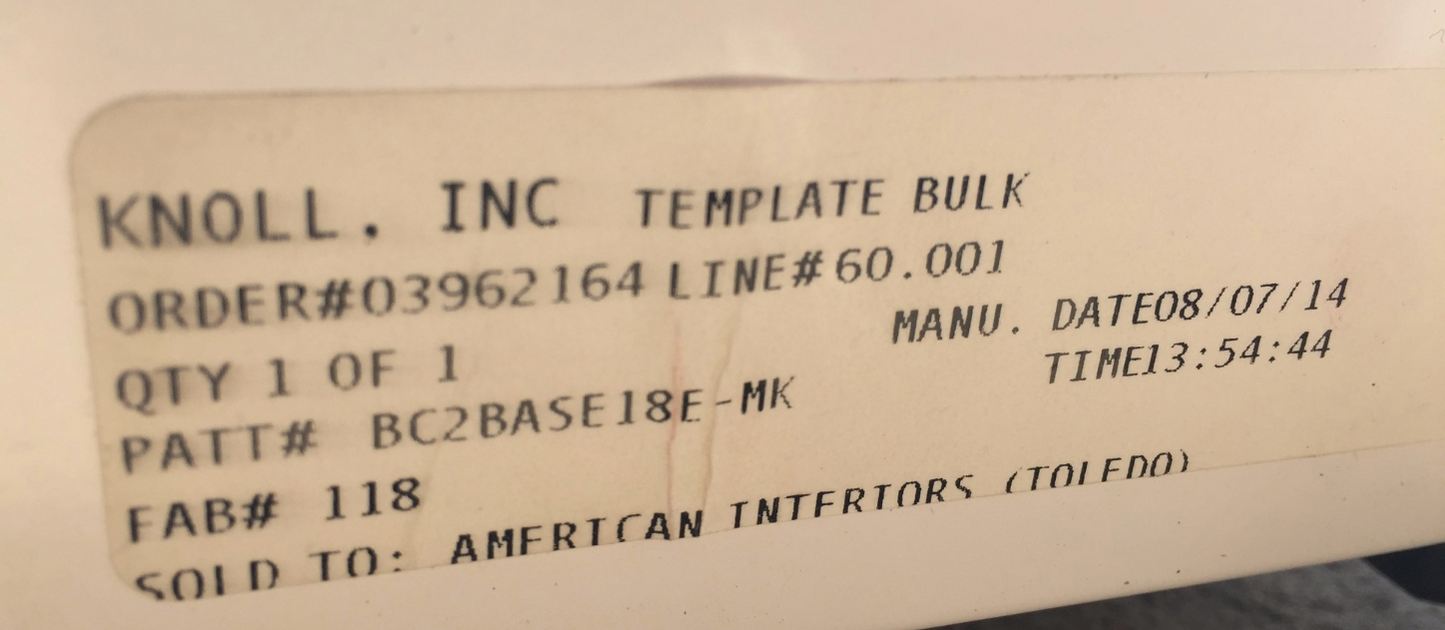 KNOLL, INC TEMPLATE BULK
ORDER#03962164 LINE#60.001
MANU. DATE08/07/14
QTY 1 OF 1
TIME13:54:44
PATT# BC2BASE18E-MK
FAB# 118
SOLD TO: AMERICAN INTERIORS (TOLEDO)